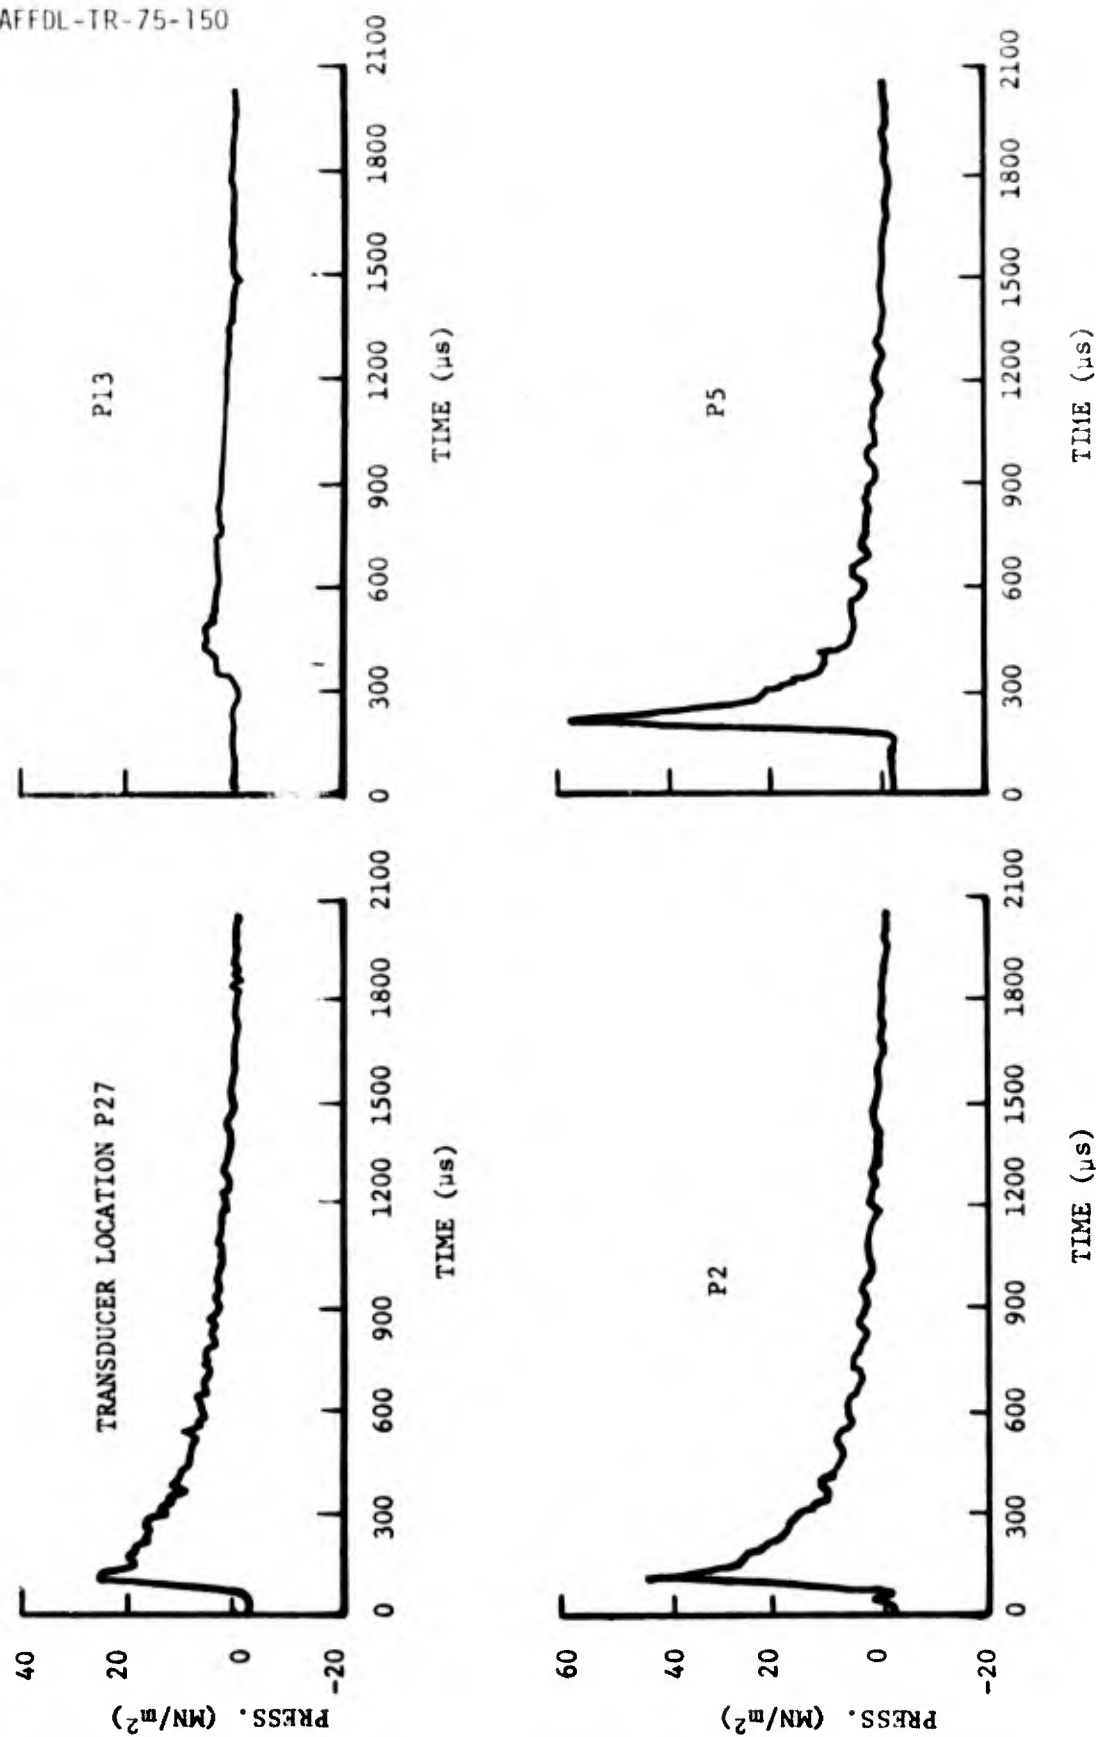 AFFDL-TR-75-150
TRANSDUCER LOCATION P27
PRESS. (MN/m²)
40
20
0
-20
0 300 600 900 1200 1500 1800 2100
TIME (µs)
P13
0 300 600 900 1200 1500 1800 2100
TIME (µs)
P2
PRESS. (MN/m²)
60
40
20
0
-20
0 300 600 900 1200 1500 1800 2100
TIME (µs)
P5
0 300 600 900 1200 1500 1800 2100
TIME (µs)